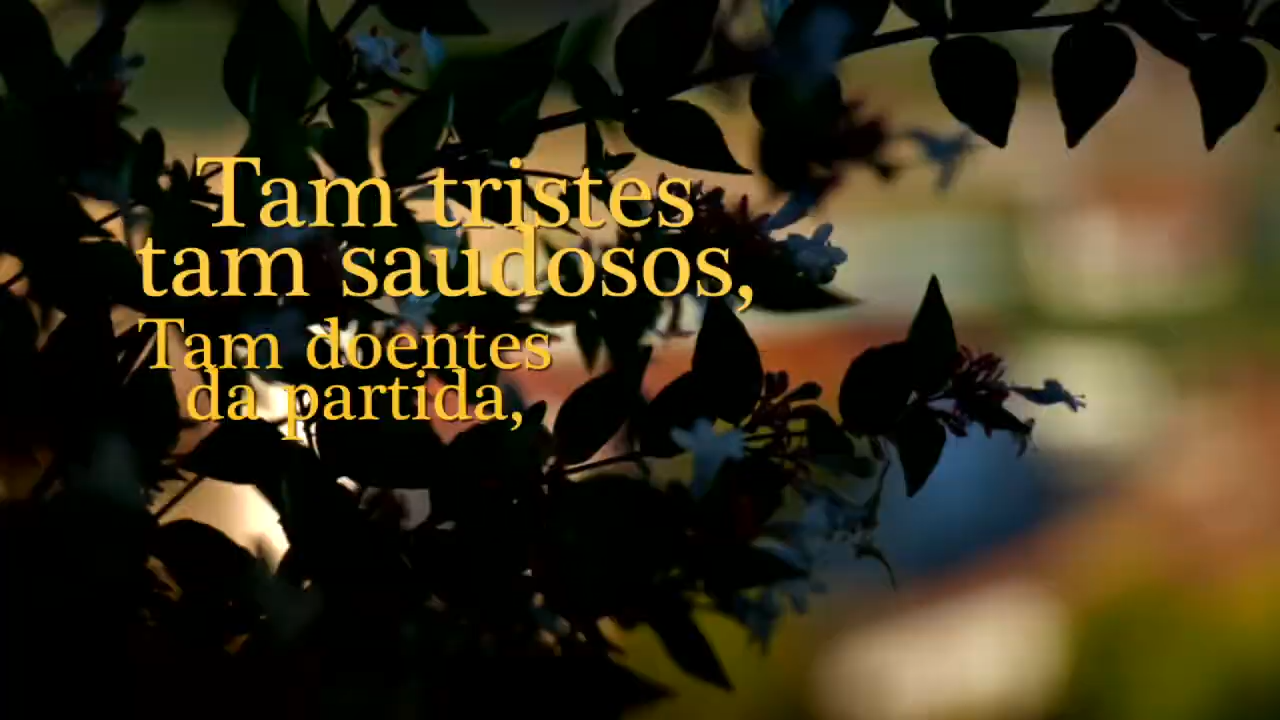 Tam tristes
tam saudosos,
Tam doentes
da partida,